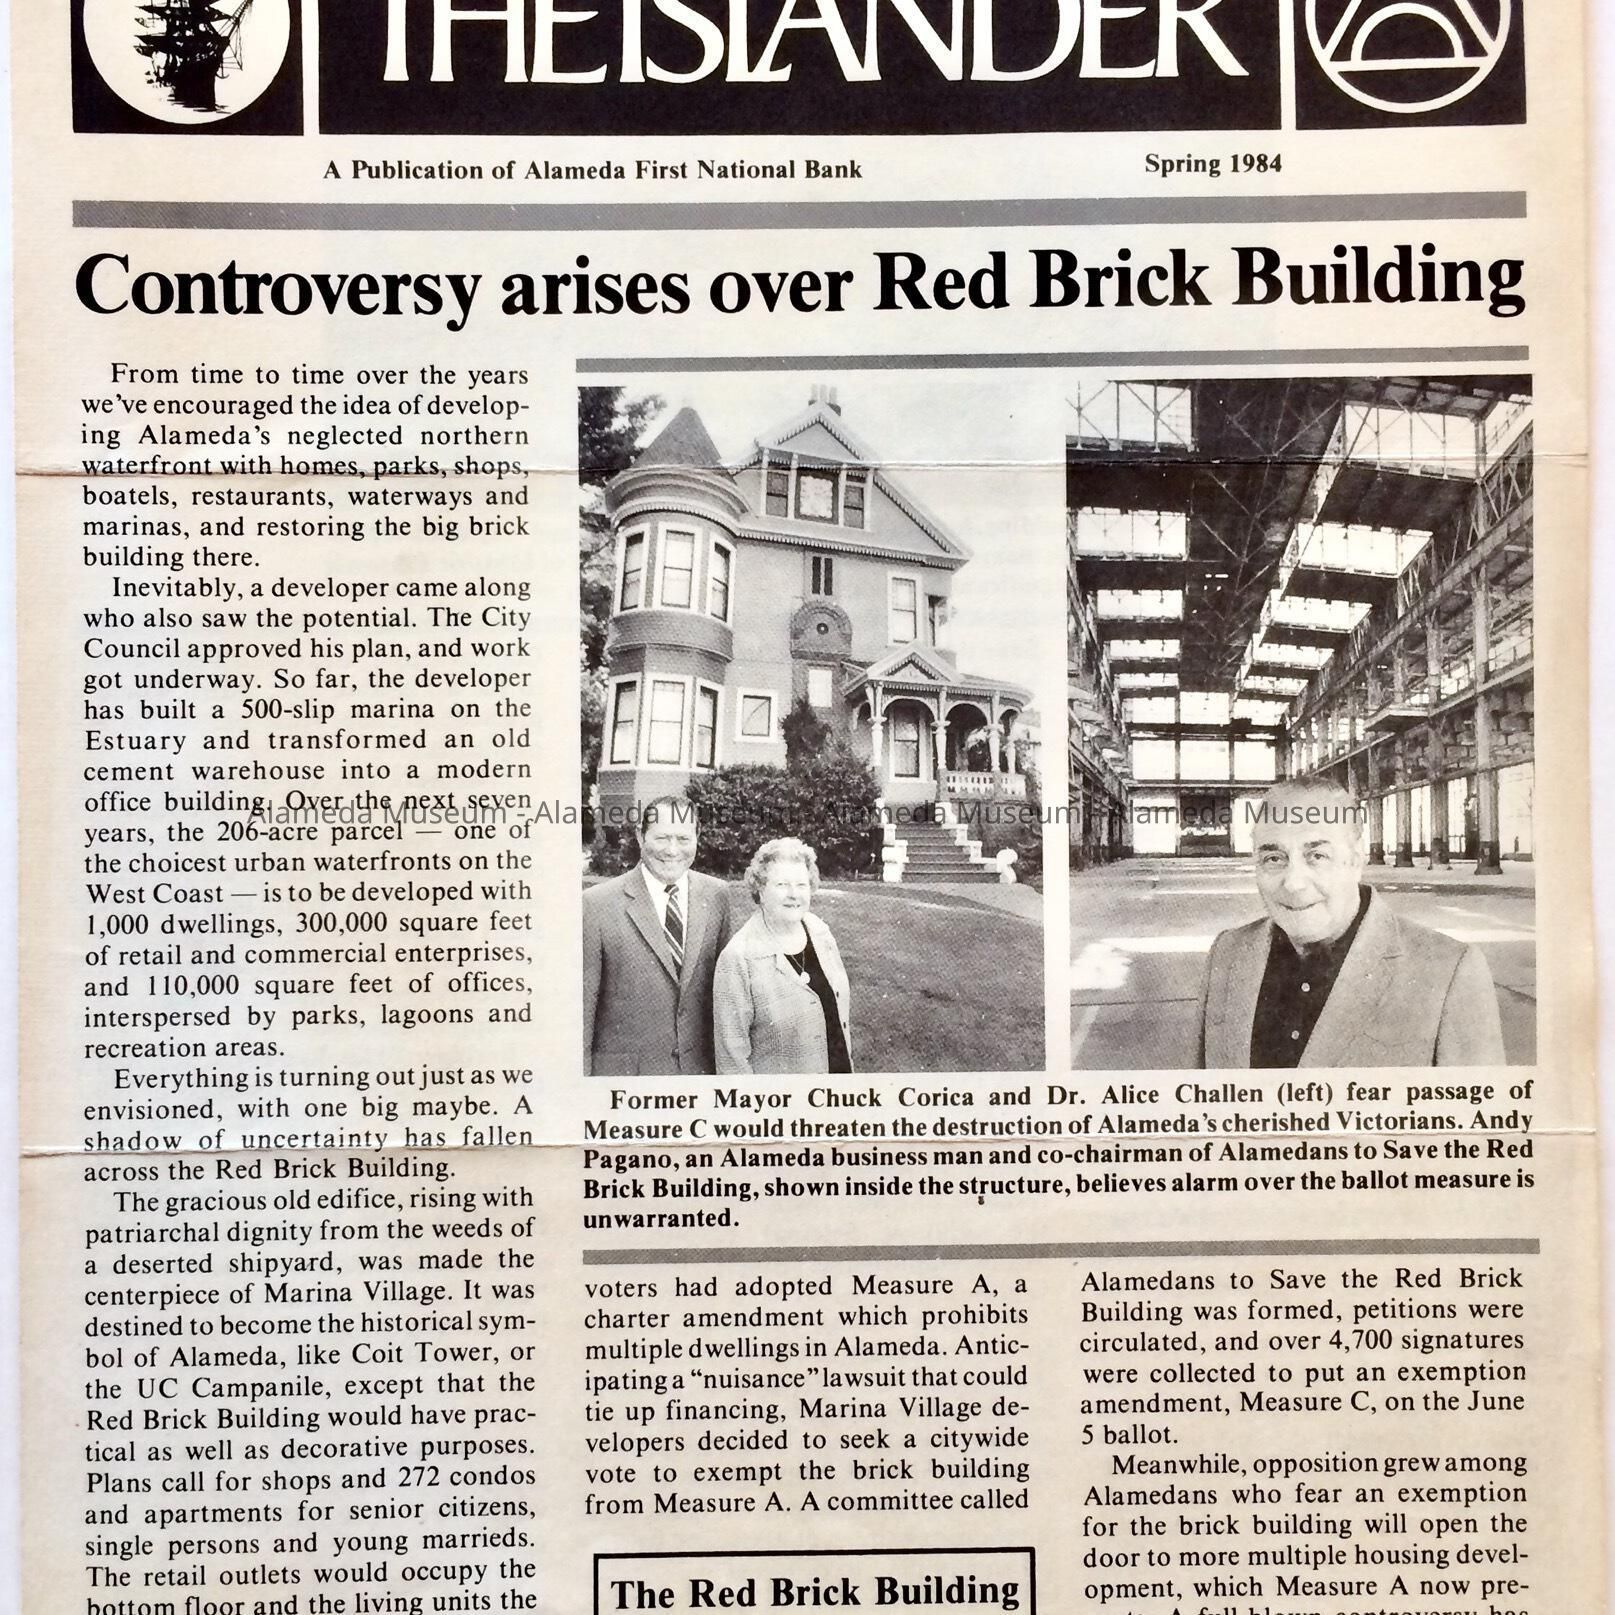 THE ISLANDER
A Publication of Alameda First National Bank
Spring 1984
Controversy arises over Red Brick Building
From time to time over the years
we've encouraged the idea of develop-
ing Alameda's neglected northern
waterfront with homes, parks, shops,
boatels, restaurants, waterways and
marinas, and restoring the big brick
building there.
Inevitably, a developer came along
who also saw the potential. The City
Council approved his plan, and work
got underway. So far, the developer
has built a 500-slip marina on the
Estuary and transformed an old
cement warehouse into a modern
office building. Over the next seven
years, the 206-acre parcel — one of
the choicest urban waterfronts on the
West Coast — is to be developed with
1,000 dwellings, 300,000 square feet
of retail and commercial enterprises,
and 110,000 square feet of offices,
interspersed by parks, lagoons and
recreation areas.
Everything is turning out just as we
envisioned, with one big maybe. A
shadow of uncertainty has fallen
across the Red Brick Building.
The gracious old edifice, rising with
patriarchal dignity from the weeds of
a deserted shipyard, was made the
centerpiece of Marina Village. It was
destined to become the historical sym-
bol of Alameda, like Coit Tower, or
the UC Campanile, except that the
Red Brick Building would have prac-
tical as well as decorative purposes.
Plans call for shops and 272 condos
and apartments for senior citizens,
single persons and young marrieds.
The retail outlets would occupy the
bottom floor and the living units the
Alameda Museum - Alameda Museum - Alameda Museum - Alameda Museum
Former Mayor Chuck Corica and Dr. Alice Challen (left) fear passage of
Measure C would threaten the destruction of Alameda's cherished Victorians. Andy
Pagano, an Alameda business man and co-chairman of Alamedans to Save the Red
Brick Building, shown inside the structure, believes alarm over the ballot measure is
unwarranted.
voters had adopted Measure A, a
charter amendment which prohibits
multiple dwellings in Alameda. Antic-
ipating a “nuisance” lawsuit that could
tie up financing, Marina Village de-
velopers decided to seek a citywide
vote to exempt the brick building
from Measure A. A committee called
The Red Brick Building
Alamedans to Save the Red Brick
Building was formed, petitions were
circulated, and over 4,700 signatures
were collected to put an exemption
amendment, Measure C, on the June
5 ballot.
Meanwhile, opposition grew among
Alamedans who fear an exemption
for the brick building will open the
door to more multiple housing devel-
opment, which Measure A now pre-